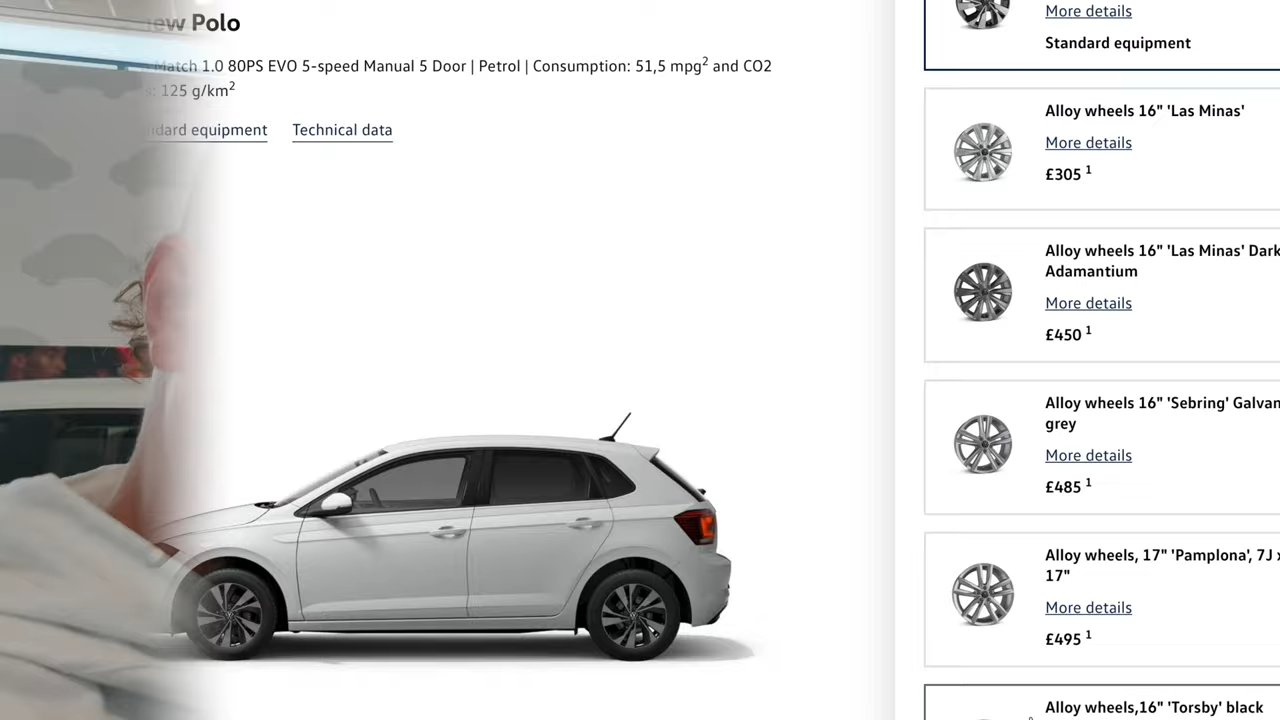 Polo
Match 1.0 80PS EVO 5-speed Manual 5 Door | Petrol | Consumption: 51,5 mpg² and CO2
125 g/km²
Technical data
equipment
More details
Standard equipment
Alloy wheels 16" 'Las Minas'
More details
£305 ¹
Alloy wheels 16" 'Las Minas' Dark
Adamantium
More details
£450 ¹
Alloy wheels 16" 'Sebring'
grey
More details
£485 ¹
Alloy wheels, 17" 'Pamplona', 7J x
17"
More details
£495 ¹
Alloy wheels,16" 'Torsby' black